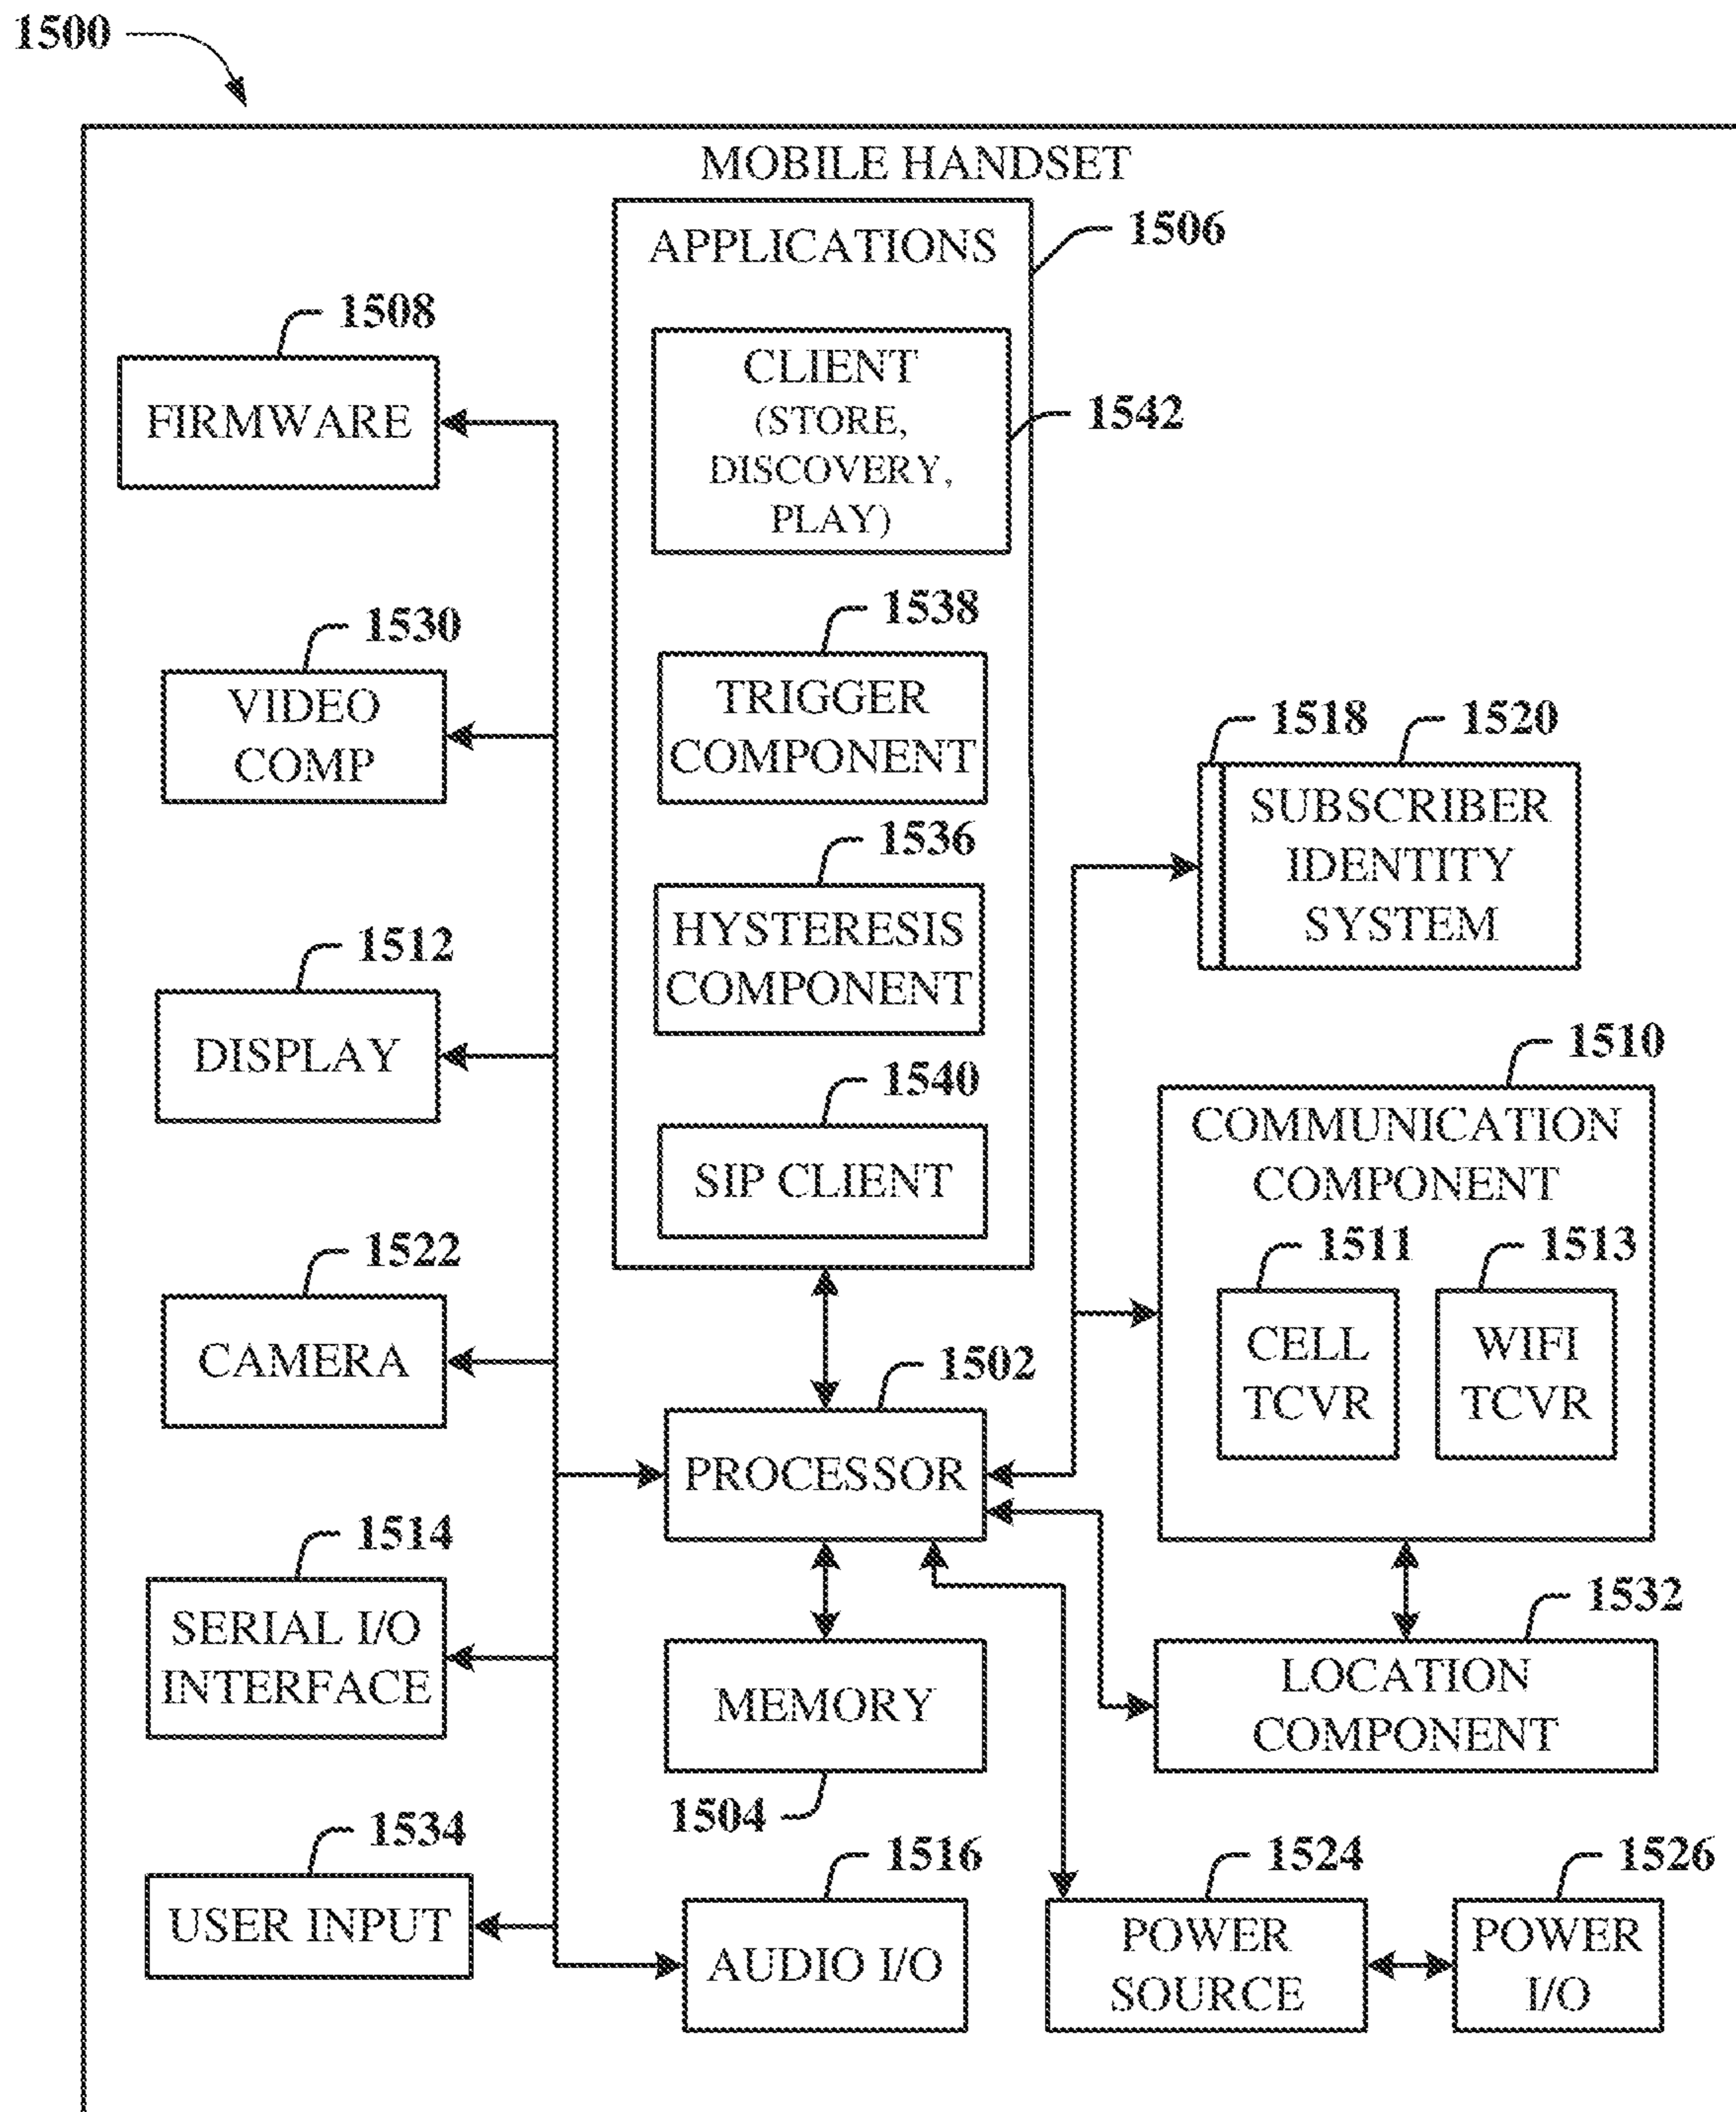 1500
MOBILE HANDSET
APPLICATIONS
1506
1508
FIRMWARE
CLIENT
(STORE,
DISCOVERY,
PLAY)
1542
1530
VIDEO
COMP
1538
TRIGGER
COMPONENT
1518
1520
SUBSCRIBER
IDENTITY
SYSTEM
1536
HYSTERESIS
COMPONENT
1512
DISPLAY
1540
SIP CLIENT
1510
COMMUNICATION
COMPONENT
1511
CELL
TCVR
1513
WIFI
TCVR
1522
CAMERA
1502
PROCESSOR
1514
SERIAL I/O
INTERFACE
MEMORY
1504
1532
LOCATION
COMPONENT
1534
USER INPUT
1516
AUDIO I/O
1524
POWER
SOURCE
1526
POWER
I/O